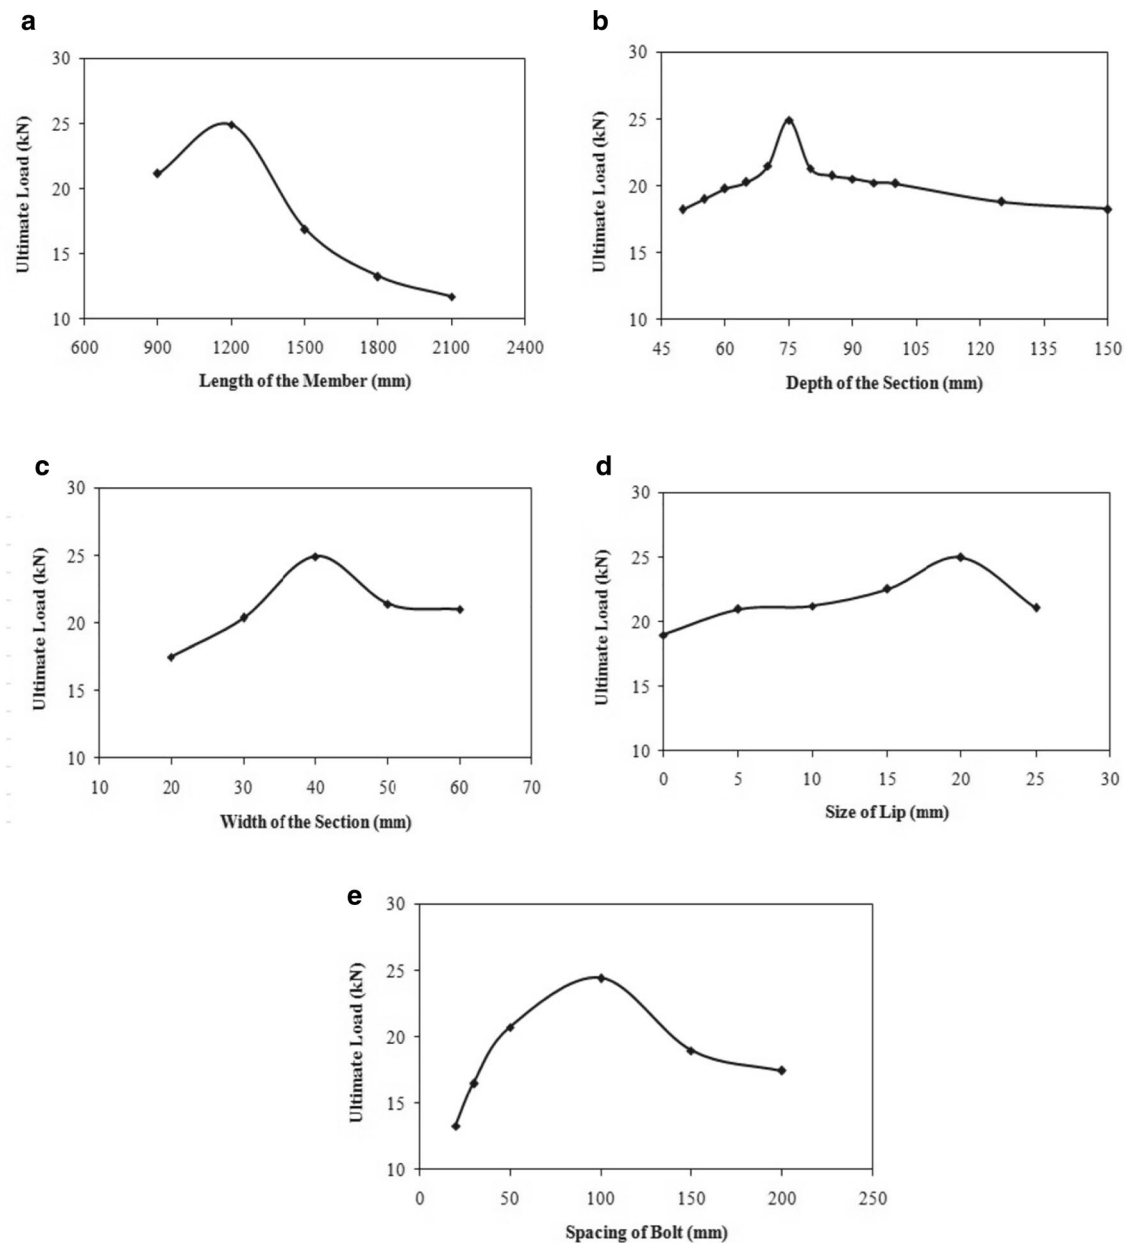 a
30
25
20
15
10
Ultimate Load (kN)
600 900 1200 1500 1800 2100 2400
Length of the Member (mm)
b
30
25
20
15
10
Ultimate Load (kN)
45 60 75 90 105 120 135 150
Depth of the Section (mm)
c
30
25
20
15
10
Ultimate Load (kN)
10 20 30 40 50 60 70
Width of the Section (mm)
d
30
25
20
15
10
Ultimate Load (kN)
0 5 10 15 20 25 30
Size of Lip (mm)
e
30
25
20
15
10
Ultimate Load (kN)
0 50 100 150 200 250
Spacing of Bolt (mm)